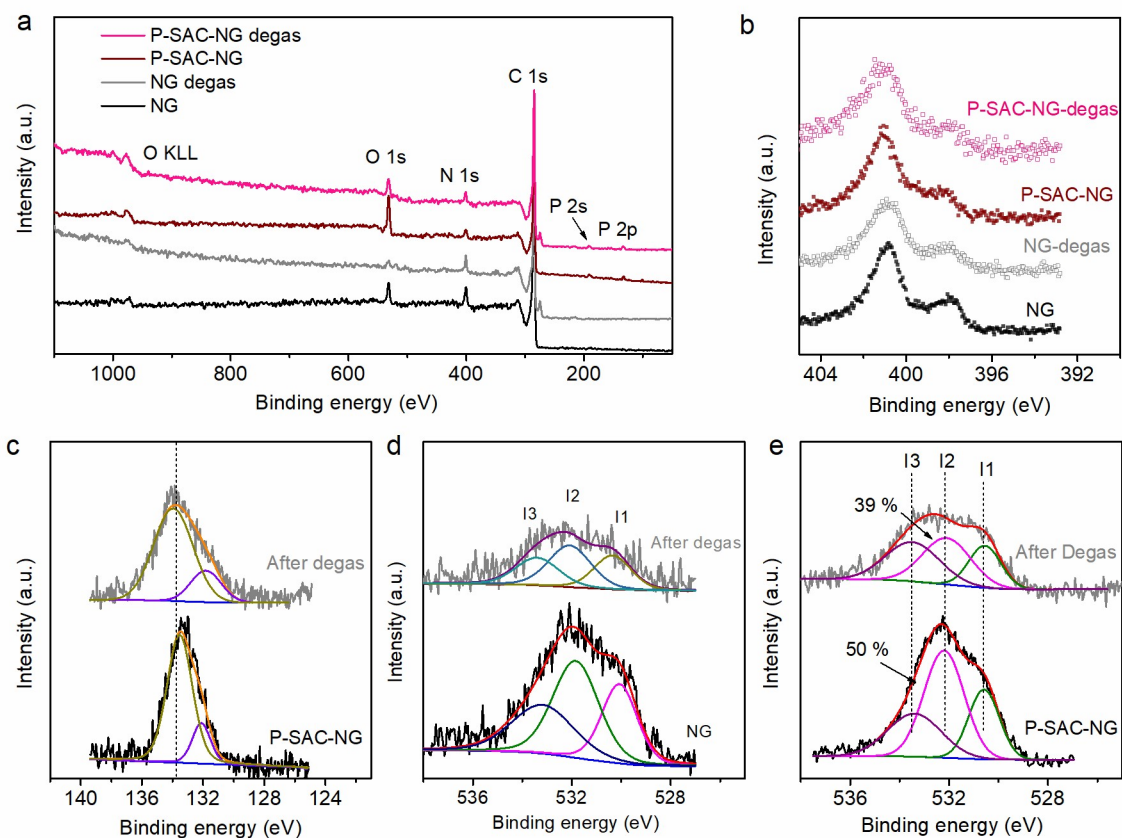 a
P-SAC-NG degas
P-SAC-NG
NG degas
NG
C 1s
O KLL
O 1s
N 1s
P 2s
P 2p
Intensity (a.u.)
1000 800 600 400 200
Binding energy (eV)
b
P-SAC-NG-degas
P-SAC-NG
NG-degas
NG
Intensity (a.u.)
404 400 396 392
Binding energy (eV)
c
After degas
P-SAC-NG
Intensity (a.u.)
140 136 132 128 124
Binding energy (eV)
d
I3 I2 I1
After degas
NG
Intensity (a.u.)
536 532 528
Binding energy (eV)
e
I3 I2 I1
39 %
After Degas
50 %
P-SAC-NG
Intensity (a.u.)
536 532 528
Binding energy (eV)